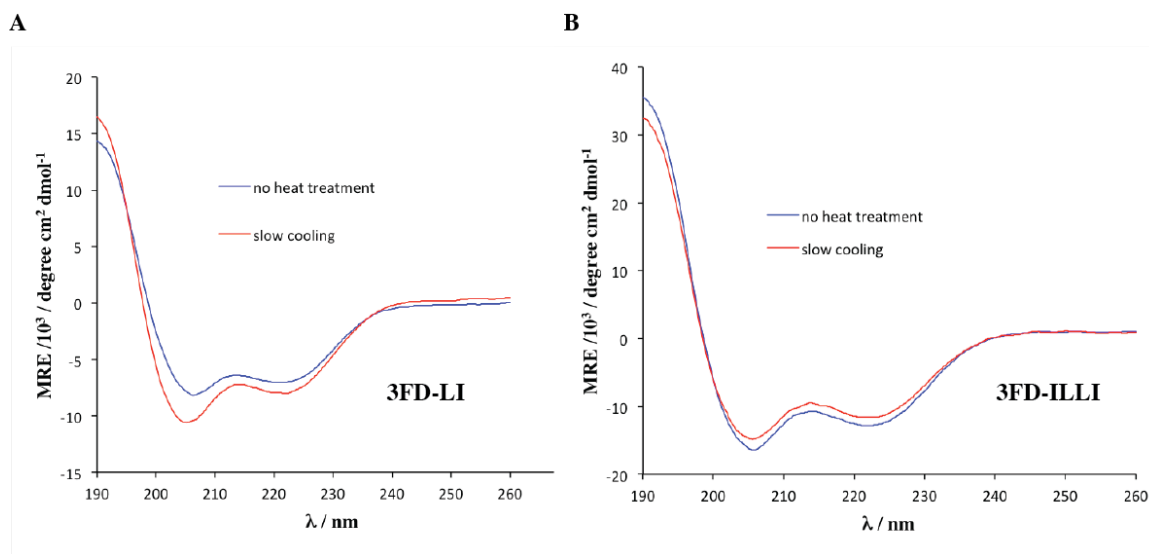 A
MRE /10³ / degree cm² dmol⁻¹
20
15
10
5
0
-5
-10
-15
no heat treatment
slow cooling
3FD-LI
190 200 210 220 230 240 250 260
λ / nm
B
MRE /10³ / degree cm² dmol⁻¹
40
30
20
10
0
-10
-20
no heat treatment
slow cooling
3FD-ILLI
190 200 210 220 230 240 250 260
λ / nm